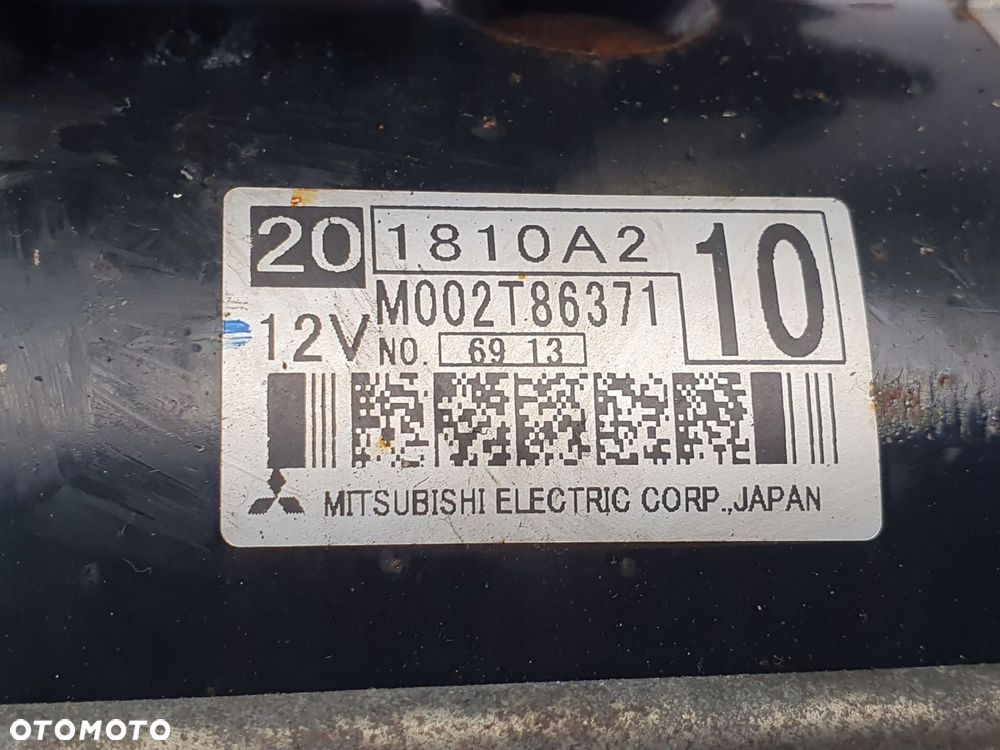 20 1810A2 10
M002T86371
12V NO. 69 13
MITSUBISHI ELECTRIC CORP.,JAPAN
OTOMOTO